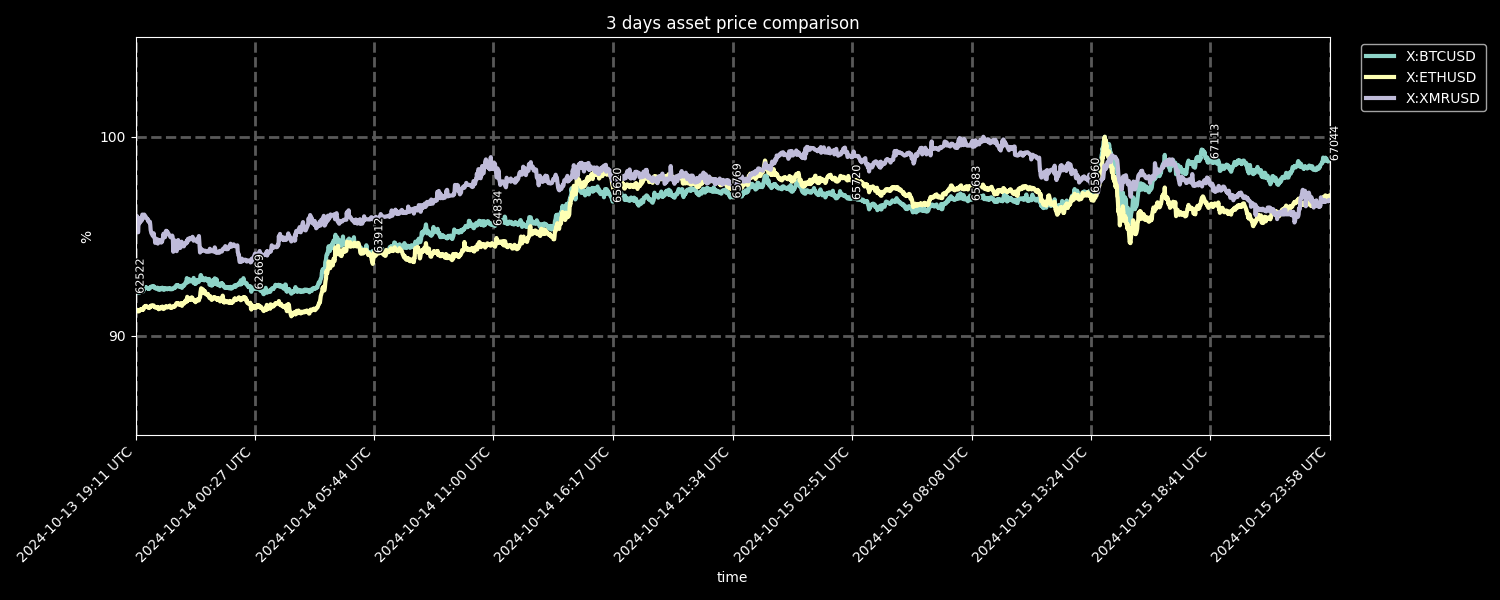 3 days asset price comparison
X:BTCUSD
X:ETHUSD
X:XMRUSD
100
90
%
62522
62669
63912
64834
65620
65769
65720
65683
65960
67113
67044
2024-10-13 19:11 UTC
2024-10-14 00:27 UTC
2024-10-14 05:44 UTC
2024-10-14 11:00 UTC
2024-10-14 16:17 UTC
2024-10-14 21:34 UTC
2024-10-15 02:51 UTC
2024-10-15 08:08 UTC
2024-10-15 13:24 UTC
2024-10-15 18:41 UTC
2024-10-15 23:58 UTC
time